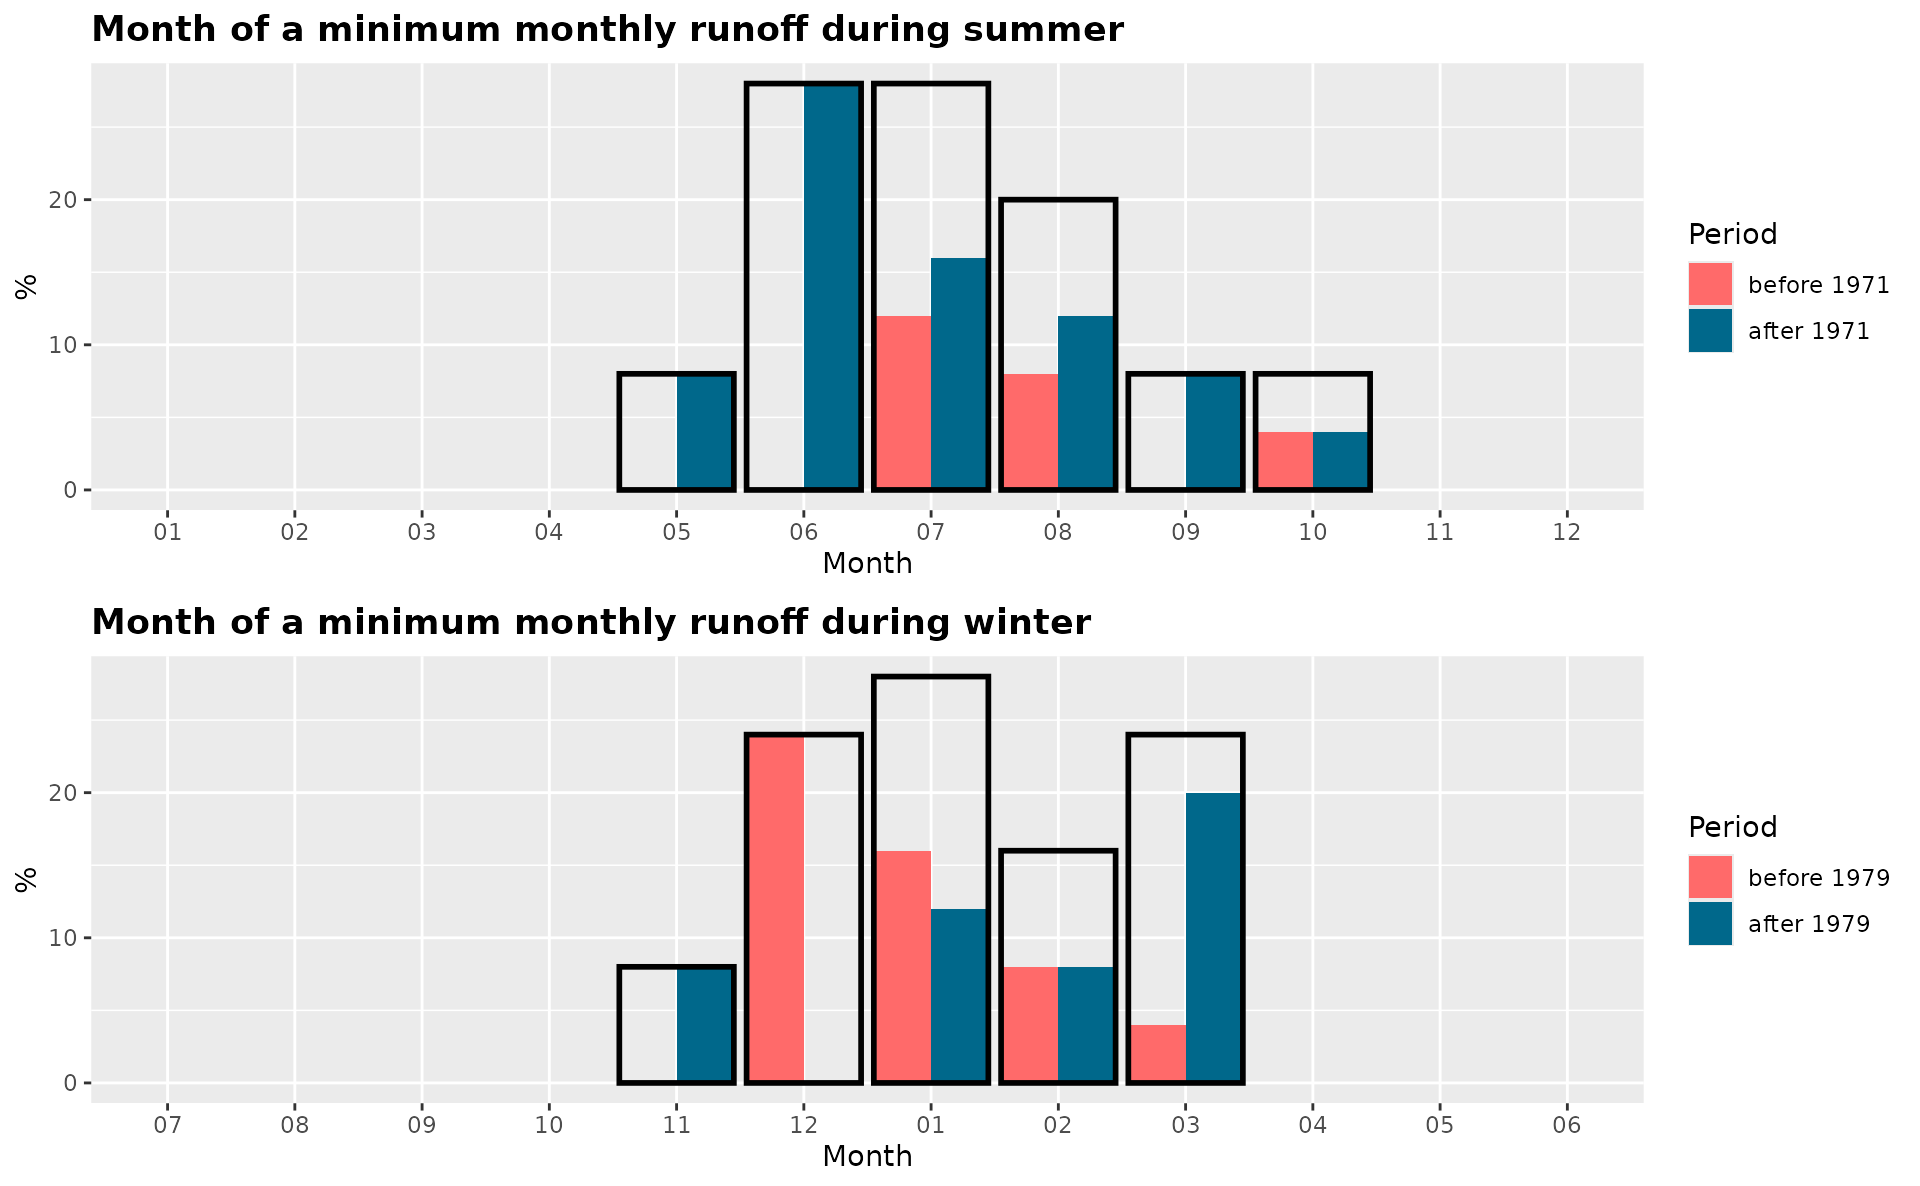 Month of a minimum monthly runoff during summer
%
20
10
0
01 02 03 04 05 06 07 08 09 10 11 12
Month
Period
before 1971
after 1971
Month of a minimum monthly runoff during winter
%
20
10
0
07 08 09 10 11 12 01 02 03 04 05 06
Month
Period
before 1979
after 1979